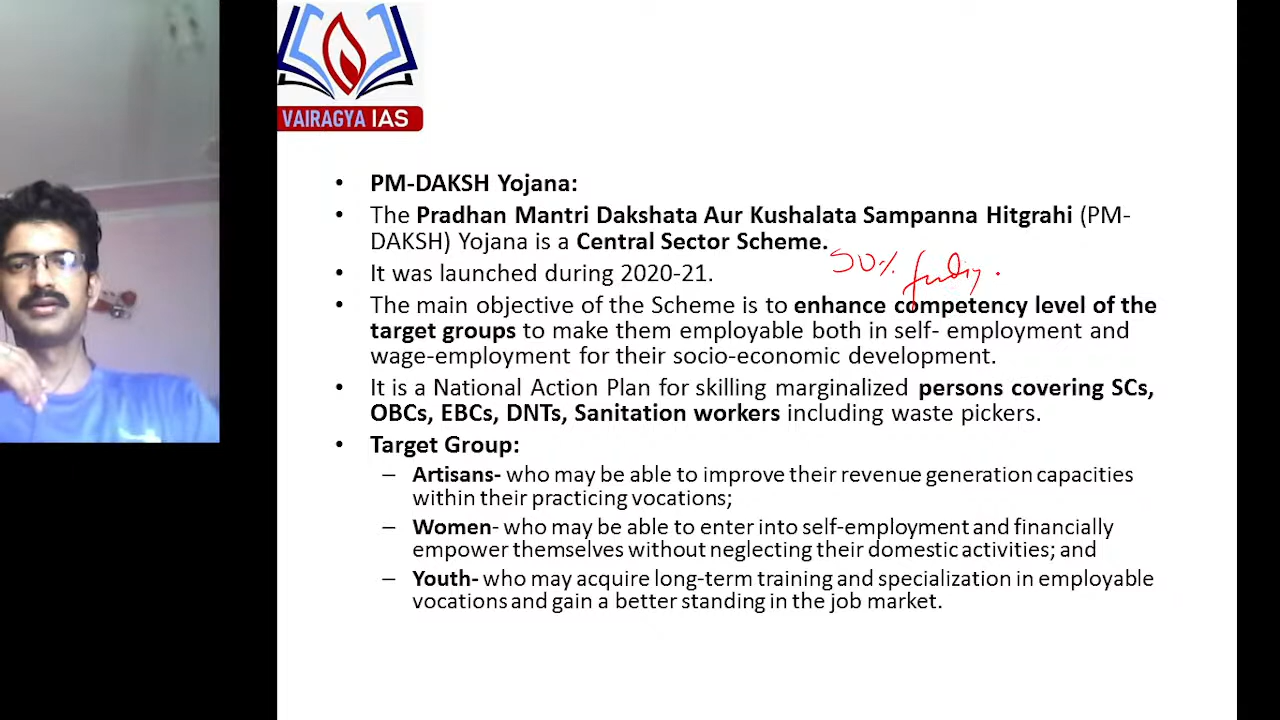 VAIRAGYA IAS
• PM-DAKSH Yojana:
• The Pradhan Mantri Dakshata Aur Kushalata Sampanna Hitgrahi (PM-
DAKSH) Yojana is a Central Sector Scheme.
50% funding.
• It was launched during 2020-21.
• The main objective of the Scheme is to enhance competency level of the
target groups to make them employable both in self- employment and
wage-employment for their socio-economic development.
• It is a National Action Plan for skilling marginalized persons covering SCs,
OBCs, EBCs, DNTs, Sanitation workers including waste pickers.
• Target Group:
– Artisans- who may be able to improve their revenue generation capacities
within their practicing vocations;
– Women- who may be able to enter into self-employment and financially
empower themselves without neglecting their domestic activities; and
– Youth- who may acquire long-term training and specialization in employable
vocations and gain a better standing in the job market.